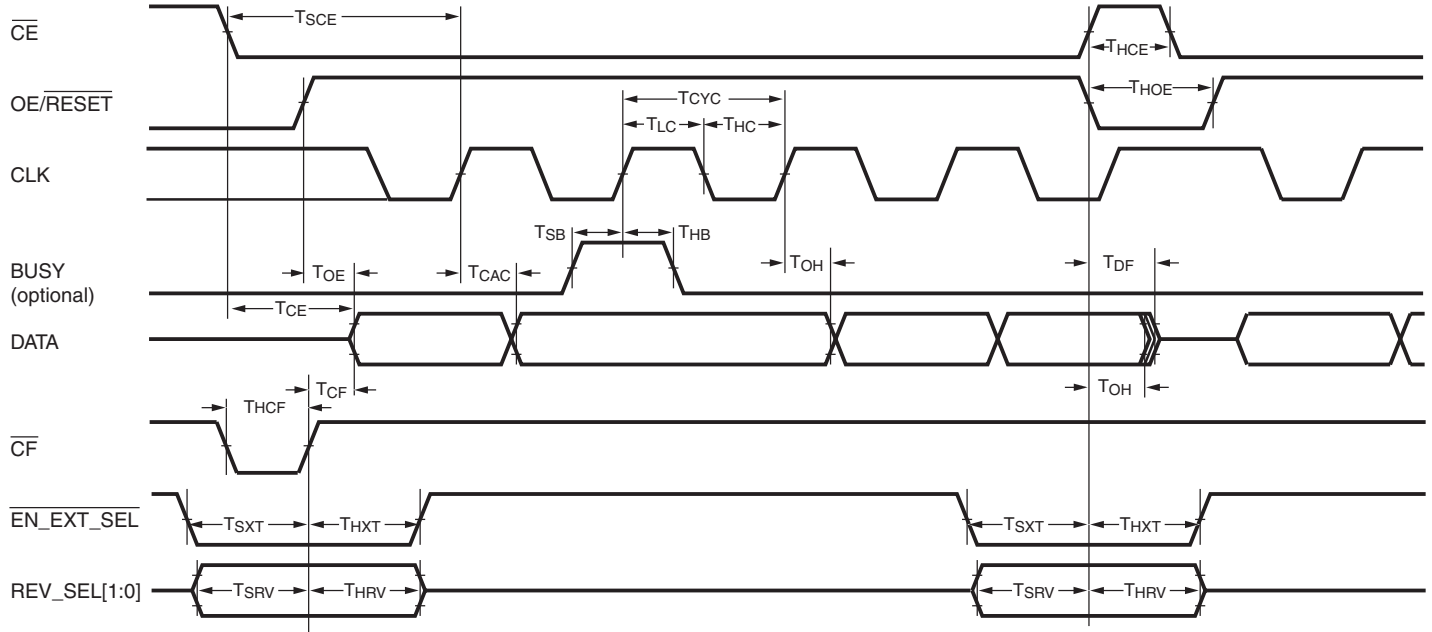 CE
TSCE
THCE
OE/RESET
THOE
TCYC
TLC
THC
CLK
TSB
THB
BUSY
(optional)
TOE
TCAC
TOH
TDF
TCE
DATA
TCF
TOH
THCF
CF
EN_EXT_SEL
TSXT
THXT
TSXT
THXT
REV_SEL[1:0]
TSRV
THRV
TSRV
THRV